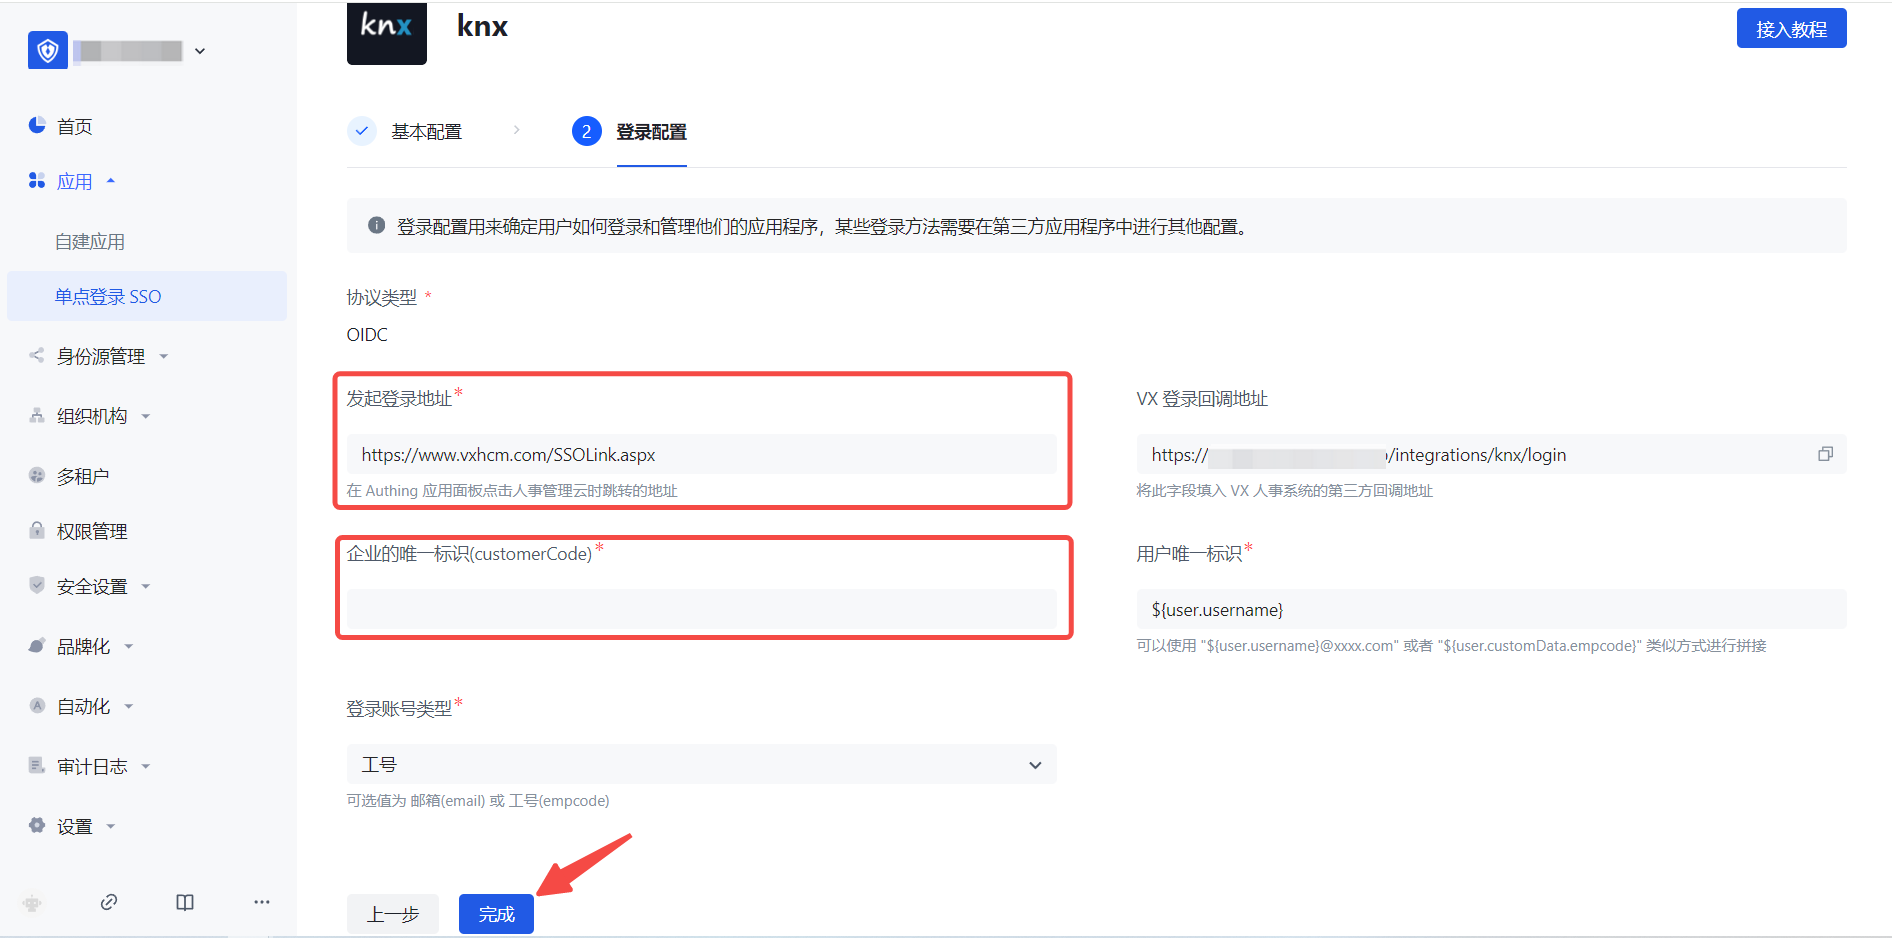 knx
knx
接入教程
首页
应用
自建应用
单点登录 SSO
身份源管理
组织机构
多租户
权限管理
安全设置
品牌化
自动化
审计日志
设置
基本配置
2 登录配置
登录配置用来确定用户如何登录和管理他们的应用程序，某些登录方法需要在第三方应用程序中进行其他配置。
协议类型 *
OIDC
发起登录地址*
https://www.vxhcm.com/SSOLink.aspx
在 Authing 应用面板点击人事管理云时跳转的地址
VX 登录回调地址
https:// /integrations/knx/login
将此字段填入 VX 人事系统的第三方回调地址
企业的唯一标识(customerCode)*
用户唯一标识*
${user.username}
可以使用 "${user.username}@xxxx.com" 或者 "${user.customData.empcode}" 类似方式进行拼接
登录账号类型*
工号
可选值为 邮箱(email) 或 工号(empcode)
上一步
完成